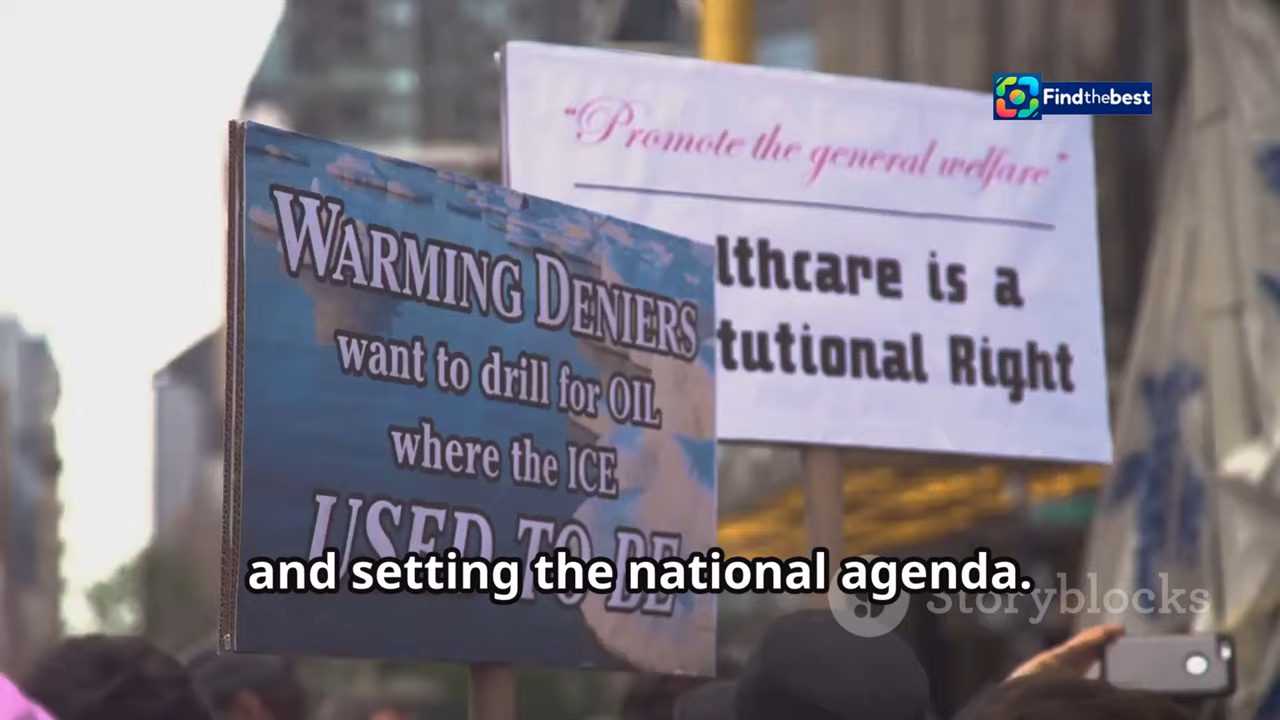 Findthebest
"Promote the general welfare"
lthcare is a
tutional Right
WARMING DENIERS
want to drill for OIL
where the ICE
USED TO BE
and setting the national agenda.
Storyblocks